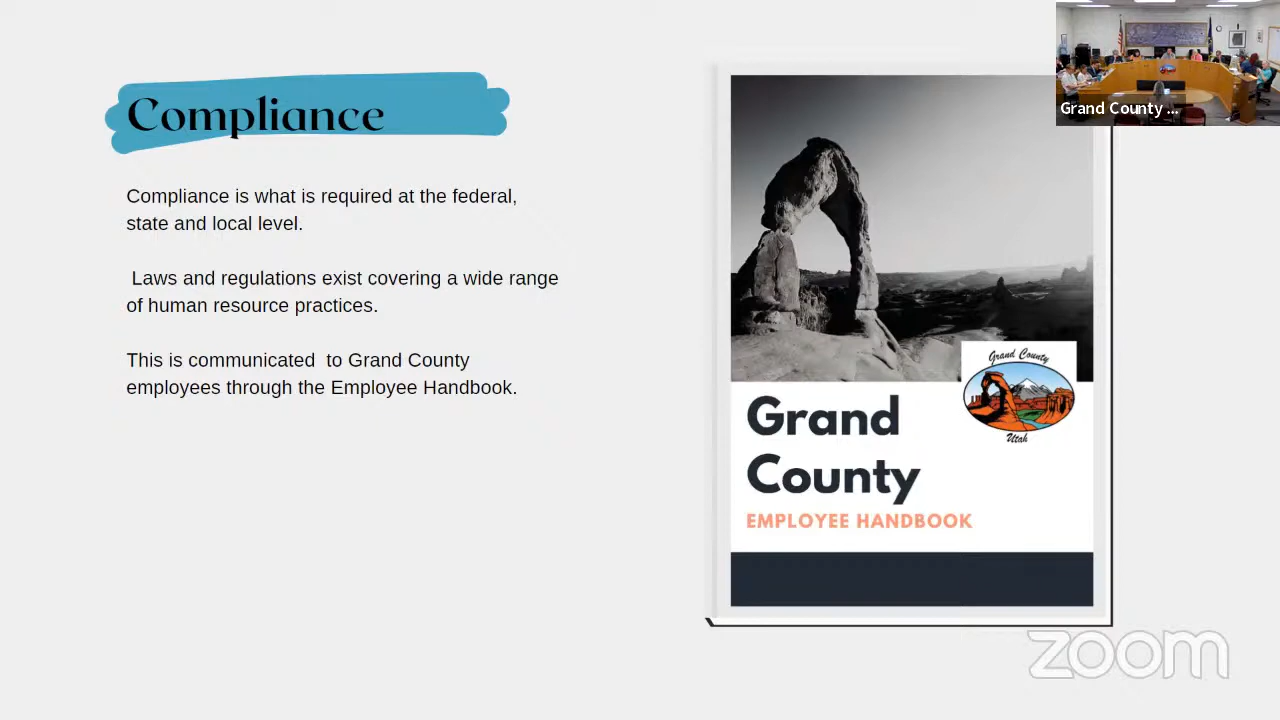 Compliance
Compliance is what is required at the federal,
state and local level.
Laws and regulations exist covering a wide range
of human resource practices.
This is communicated  to Grand County
employees through the Employee Handbook.
Grand County
Utah
Grand
County
EMPLOYEE HANDBOOK
Grand County ...
zoom